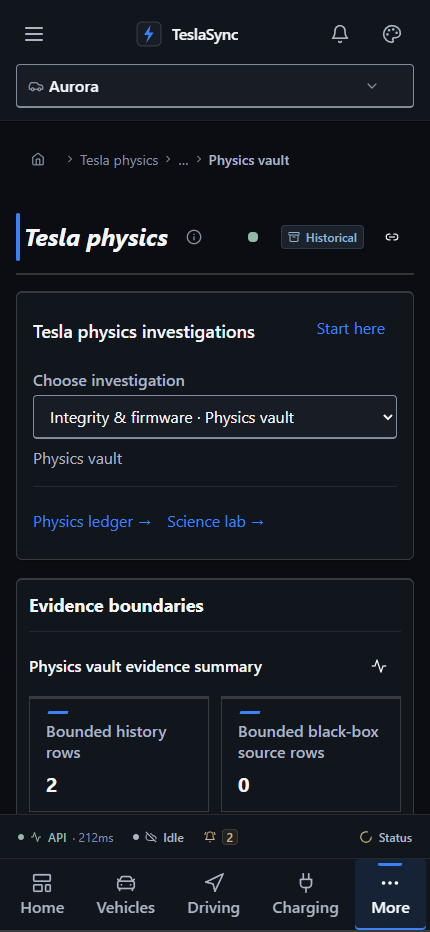 TeslaSync
Aurora
Tesla physics
...
Physics vault
Tesla physics
Historical
Tesla physics investigations
Start here
Choose investigation
Integrity & firmware · Physics vault
Physics vault
Physics ledger →
Science lab →
Evidence boundaries
Physics vault evidence summary
Bounded history
rows
2
Bounded black-box
source rows
0
API · 212ms
Idle
2
Status
Home
Vehicles
Driving
Charging
More